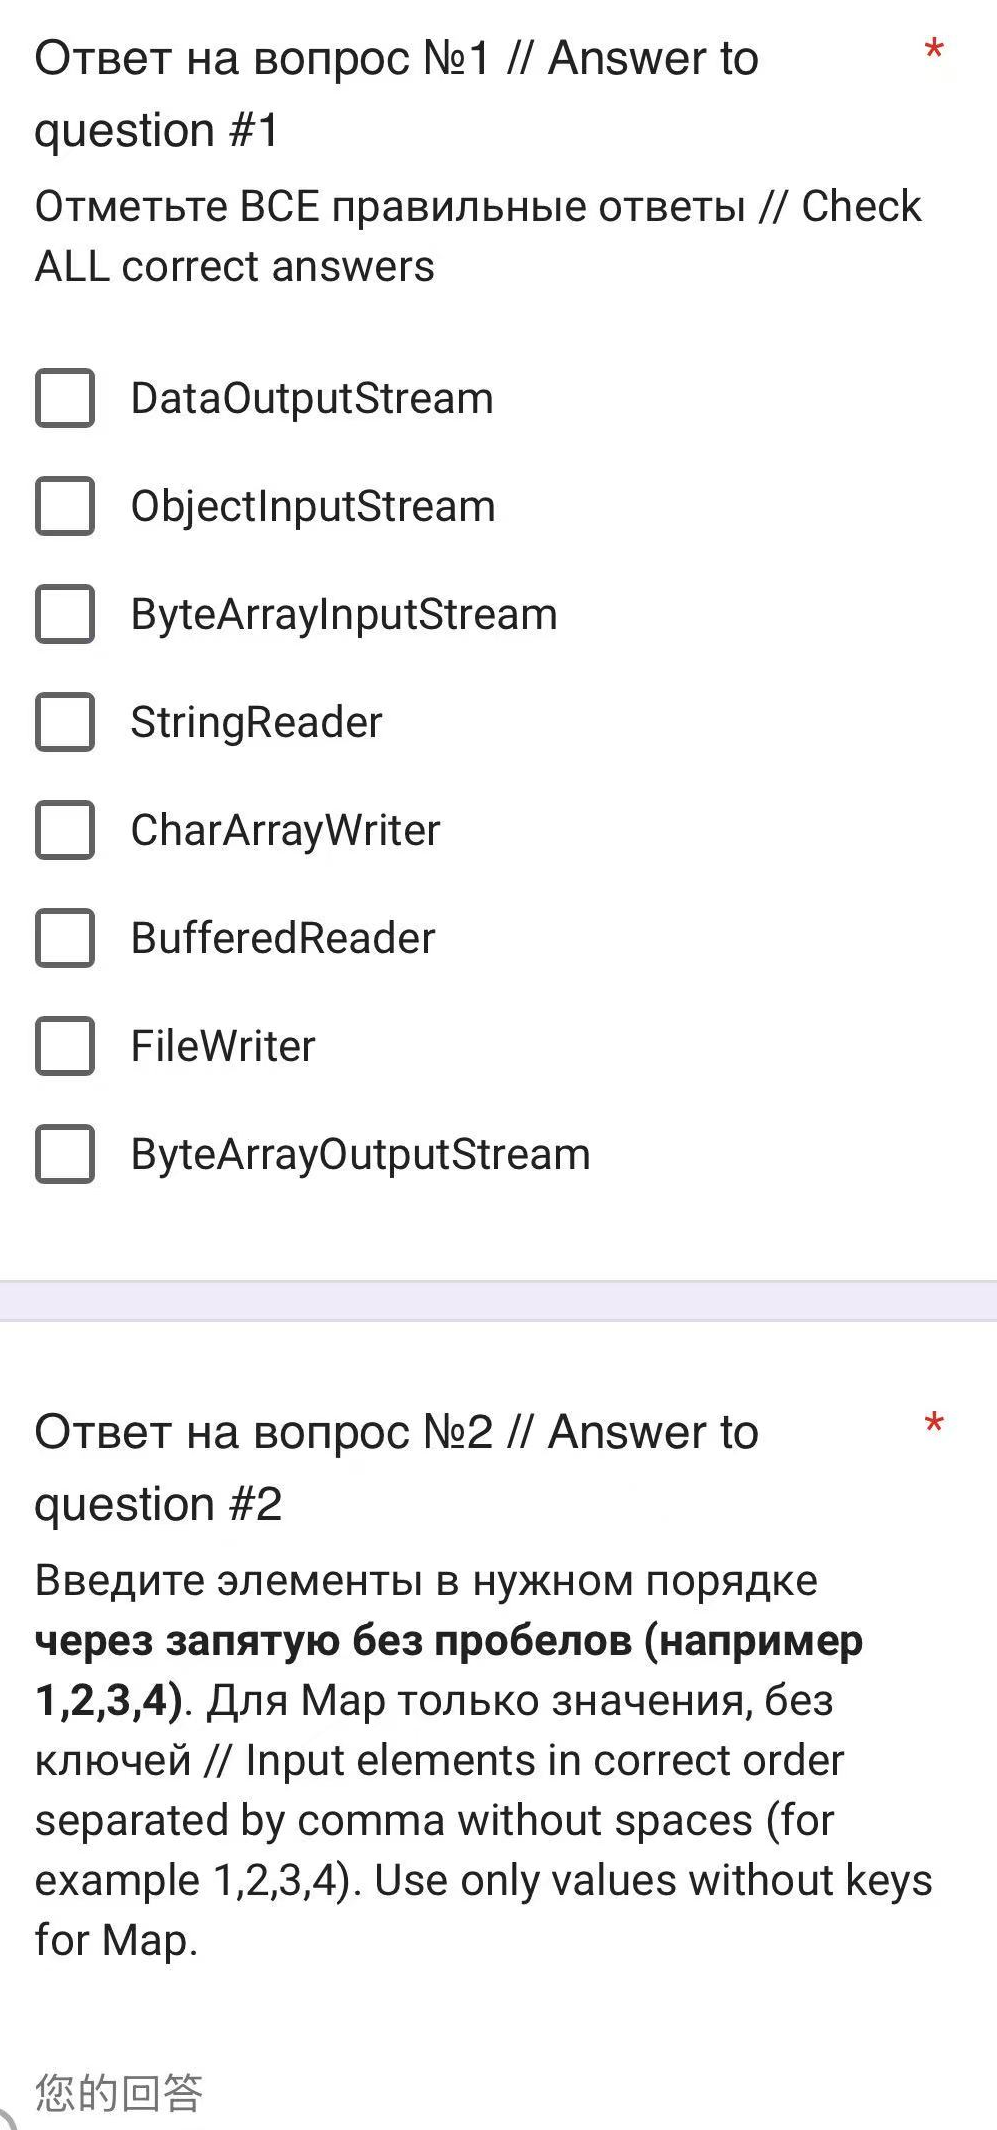 Ответ на вопрос №1 // Answer to *
question #1
Отметьте ВСЕ правильные ответы // Check
ALL correct answers
DataOutputStream
ObjectInputStream
ByteArrayInputStream
StringReader
CharArrayWriter
BufferedReader
FileWriter
ByteArrayOutputStream
Ответ на вопрос №2 // Answer to *
question #2
Введите элементы в нужном порядке
через запятую без пробелов (например
1,2,3,4). Для Map только значения, без
ключей // Input elements in correct order
separated by comma without spaces (for
example 1,2,3,4). Use only values without keys
for Map.
您的回答